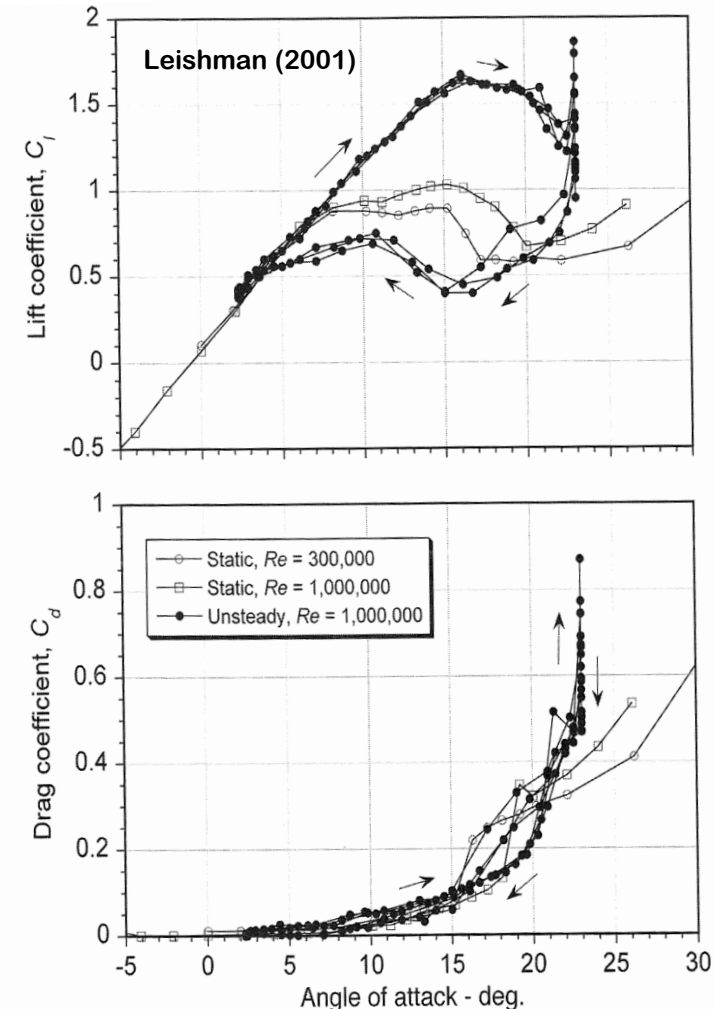 Leishman (2001)
Lift coefficient, C_l
2
1.5
1
0.5
0
-0.5
Drag coefficient, C_d
1
0.8
0.6
0.4
0.2
0
Static, Re = 300,000
Static, Re = 1,000,000
Unsteady, Re = 1,000,000
-5 0 5 10 15 20 25 30
Angle of attack - deg.